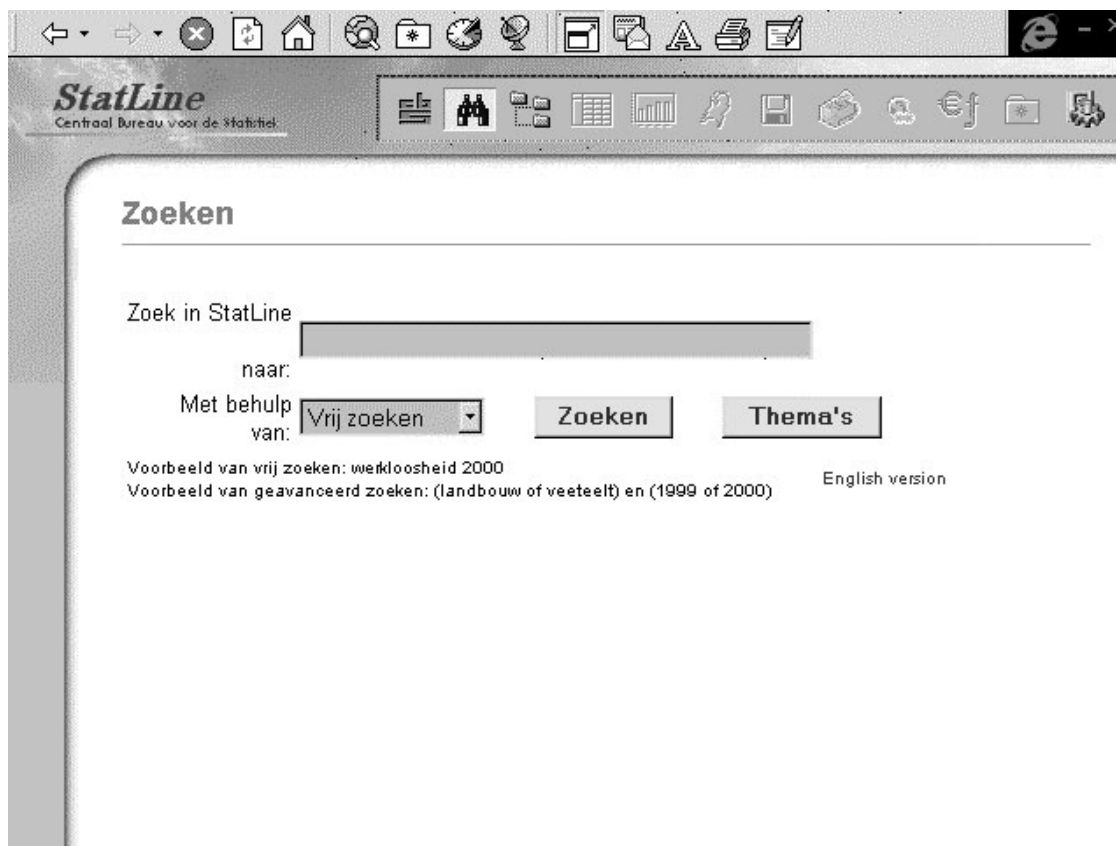 StatLine
Centraal Bureau voor de Statistiek
€ƒ
Zoeken
Zoek in StatLine
naar:
Met behulp
van:
Vrij zoeken
Zoeken
Thema's
Voorbeeld van vrij zoeken: werkloosheid 2000
Voorbeeld van geavanceerd zoeken: (landbouw of veeteelt) en (1999 of 2000)
English version